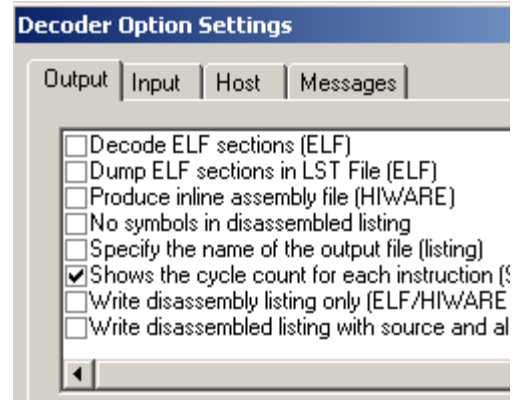 Decoder Option Settings
Output Input Host Messages
Decode ELF sections (ELF)
Dump ELF sections in LST File (ELF)
Produce inline assembly file (HIWARE)
No symbols in disassembled listing
Specify the name of the output file (listing)
Shows the cycle count for each instruction (
Write disassembly listing only (ELF/HIWARE
Write disassembled listing with source and